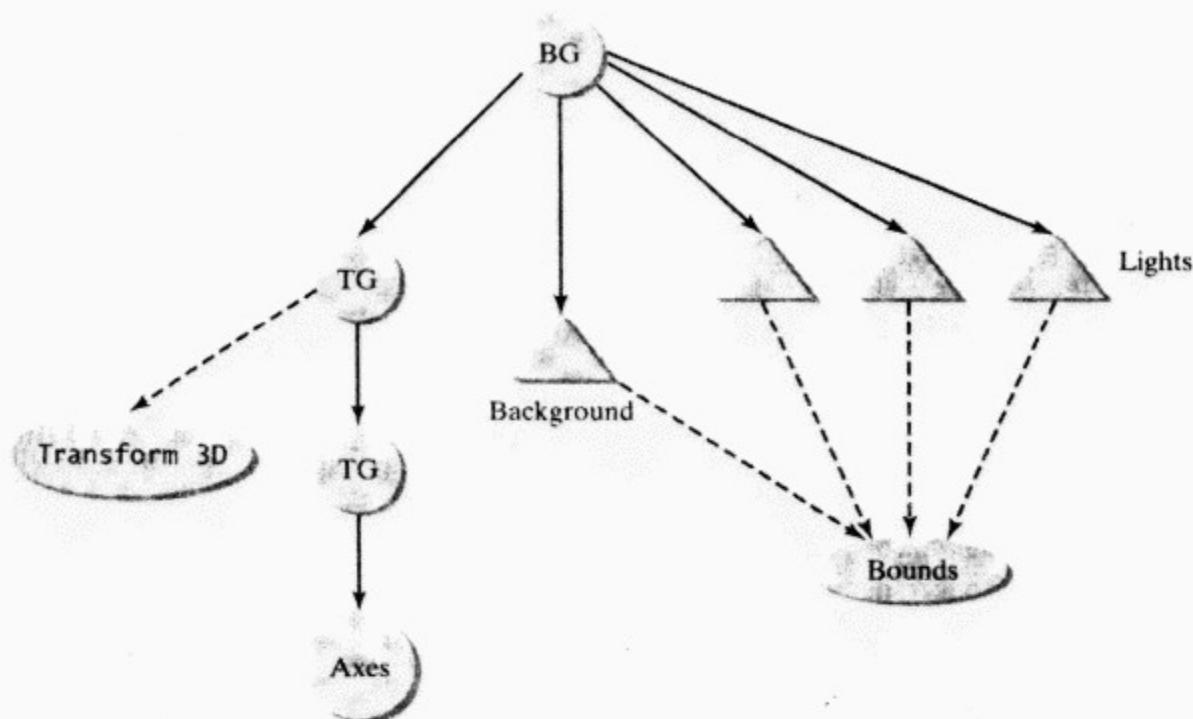 BG
TG
Lights
Background
Transform 3D
TG
Bounds
Axes